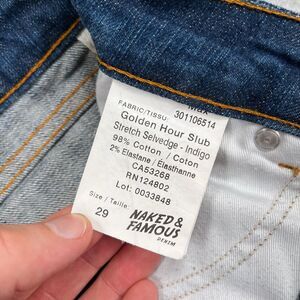 301106514
FABRIC/TISSU:
Golden Hour Slub
Stretch Selvedge - Indigo
98% Cotton / Coton
2% Elastane / Elasthanne
CA53268
RN124802
Lot: 0033848
Size / Taille:
29
NAKED &
FAMOUS
DENIM